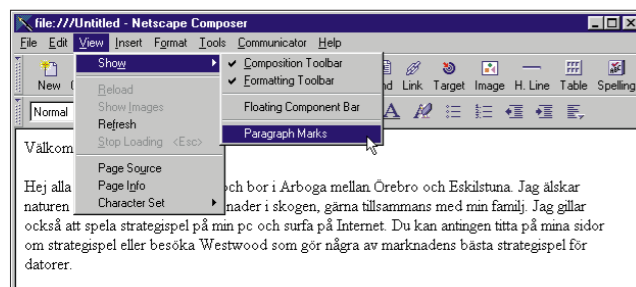 file:///Untitled - Netscape Composer
File Edit View Insert Format Tools Communicator Help
Show
Reload
Show Images
Refresh
Stop Loading <Esc>
Page Source
Page Info
Character Set
Composition Toolbar
Formatting Toolbar
Floating Component Bar
Paragraph Marks
New Link Target Image H. Line Table Spelling
Normal
Välkom
Hej alla och bor i Arboga mellan Örebro och Eskilstuna. Jag älskar
naturen i skogen, gärna tillsammans med min familj. Jag gillar
också att spela strategispel på min pc och surfa på Internet. Du kan antingen titta på mina sidor
om strategispel eller besöka Westwood som gör några av marknadens bästa strategispel för
datorer.